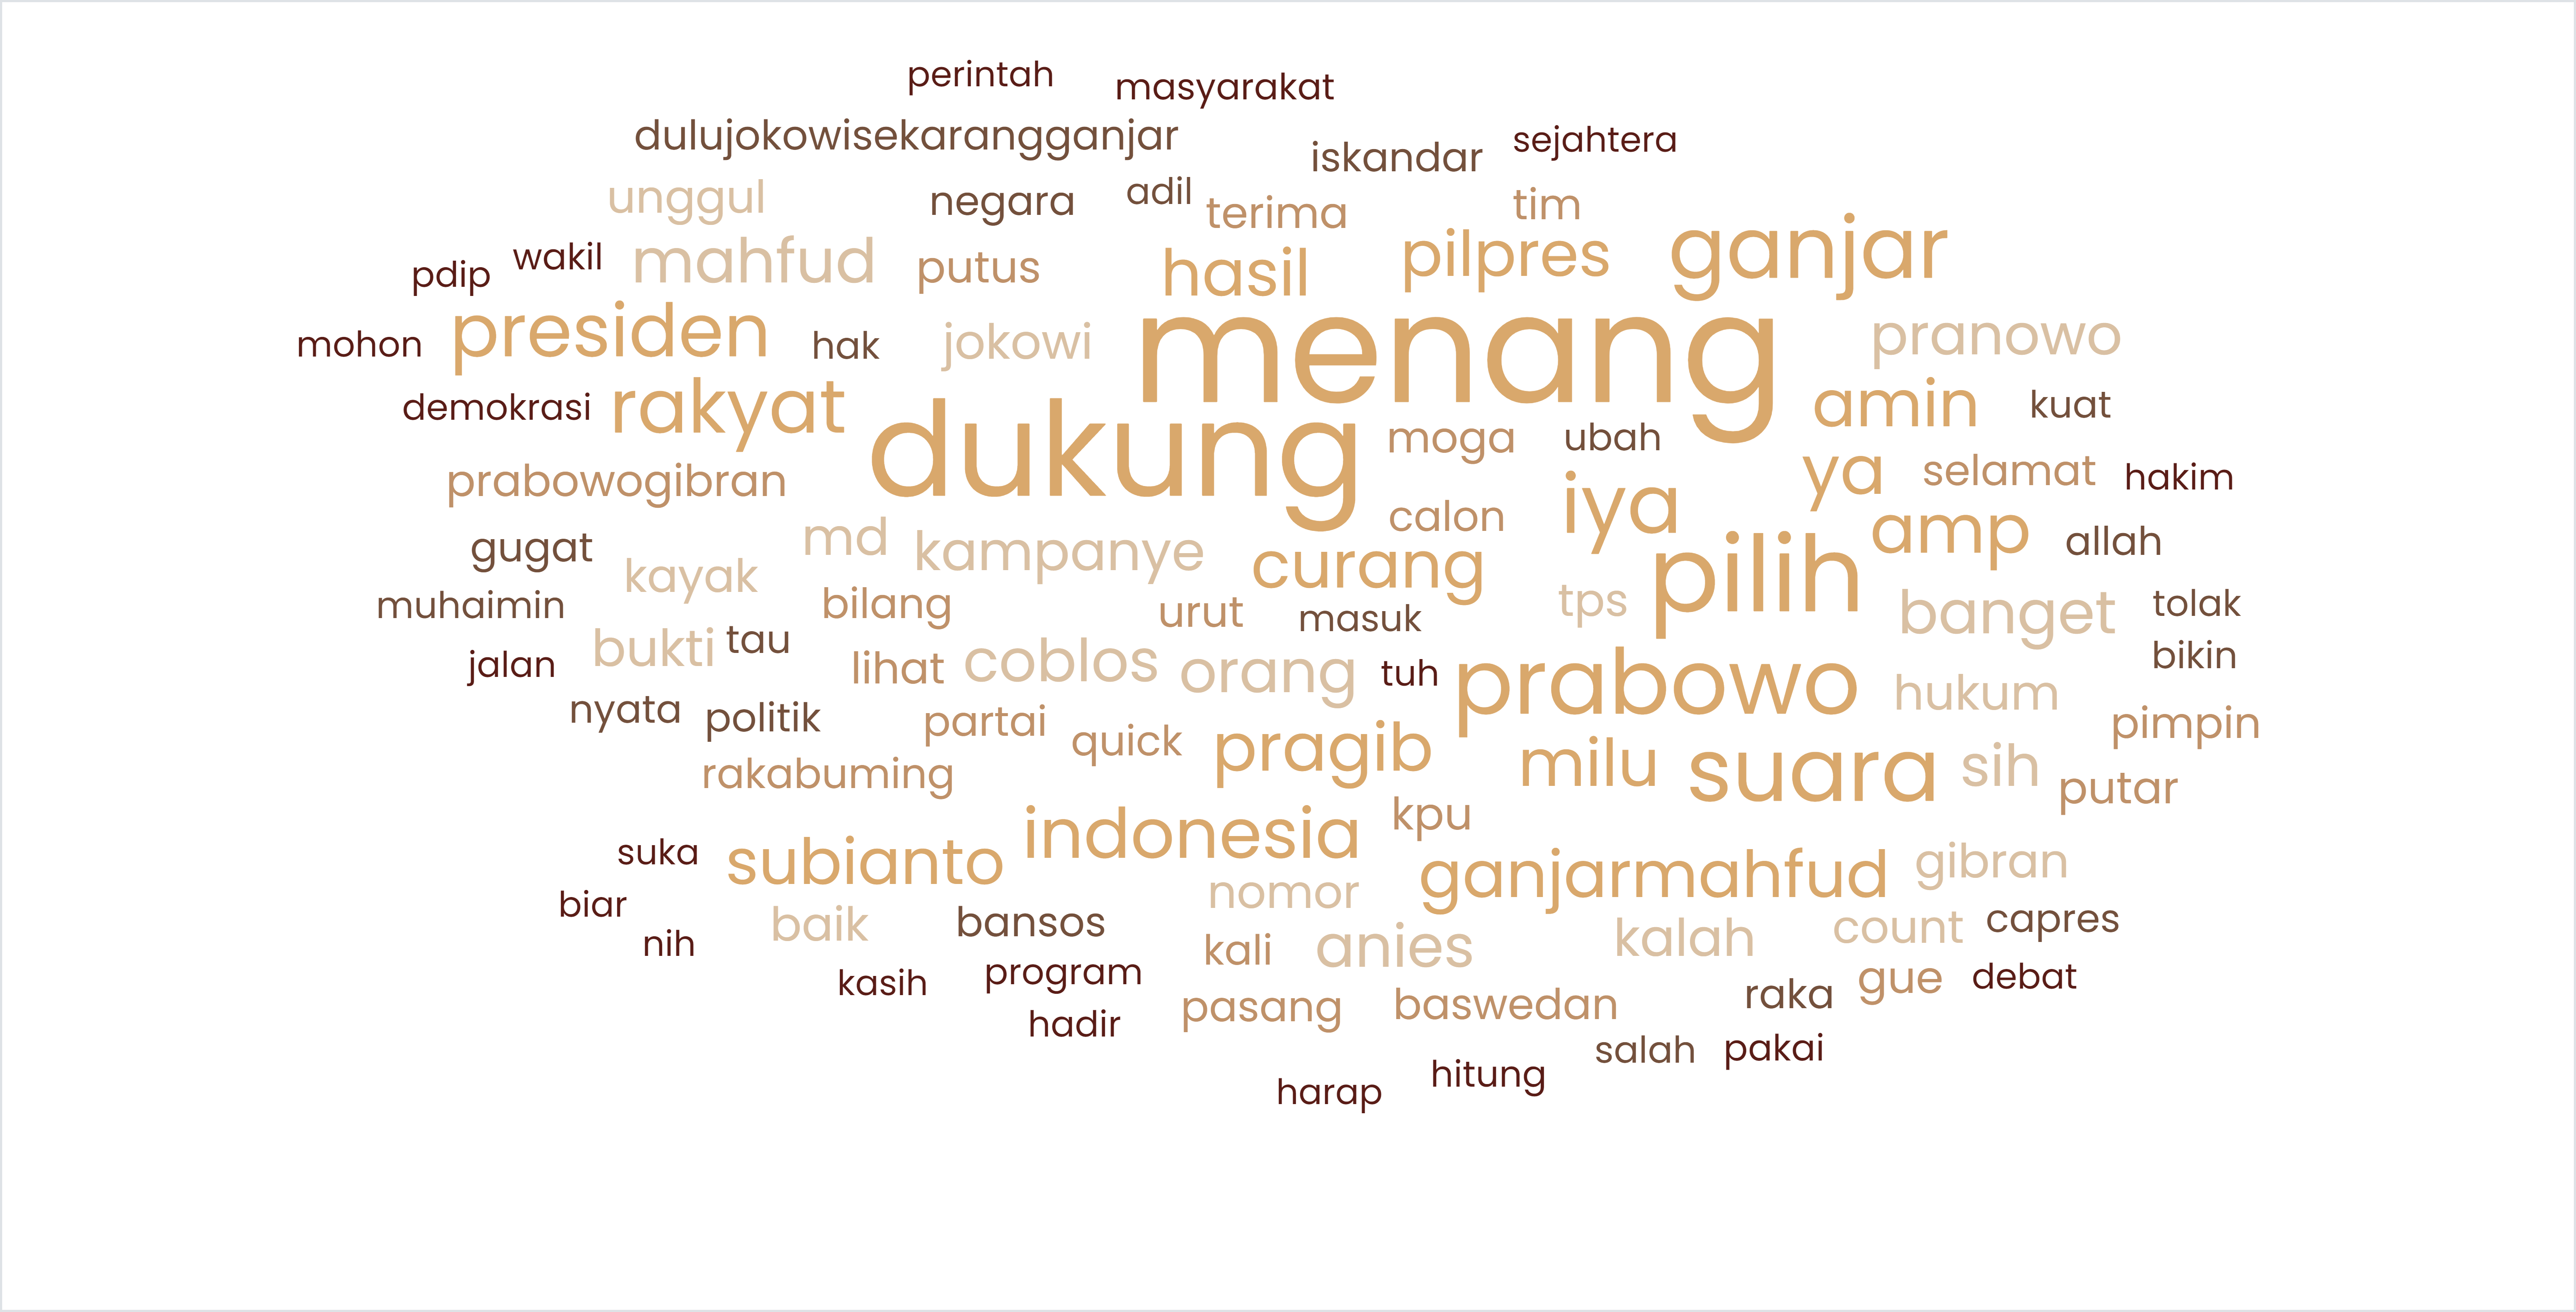 perintah masyarakat
dulujokowisekarangganjar iskandar sejahtera
unggul negara adil terima tim
pdip wakil mahfud putus hasil pilpres ganjar
mohon presiden hak jokowi menang pranowo
demokrasi rakyat dukung moga ubah amin kuat
prabowogibran calon iya ya selamat hakim
gugat kayak md kampanye curang pilih amp allah
muhaimin bilang urut masuk tps banget tolak
jalan bukti tau lihat coblos orang tuh prabowo hukum bikin
nyata politik partai quick pragib milu suara sih pimpin
rakabuming kpu putar
suka subianto indonesia ganjarmahfud gibran
biar nih baik bansos nomor kali anies kalah count capres
kasih program hadir pasang baswedan raka gue debat
harap hitung salah pakai